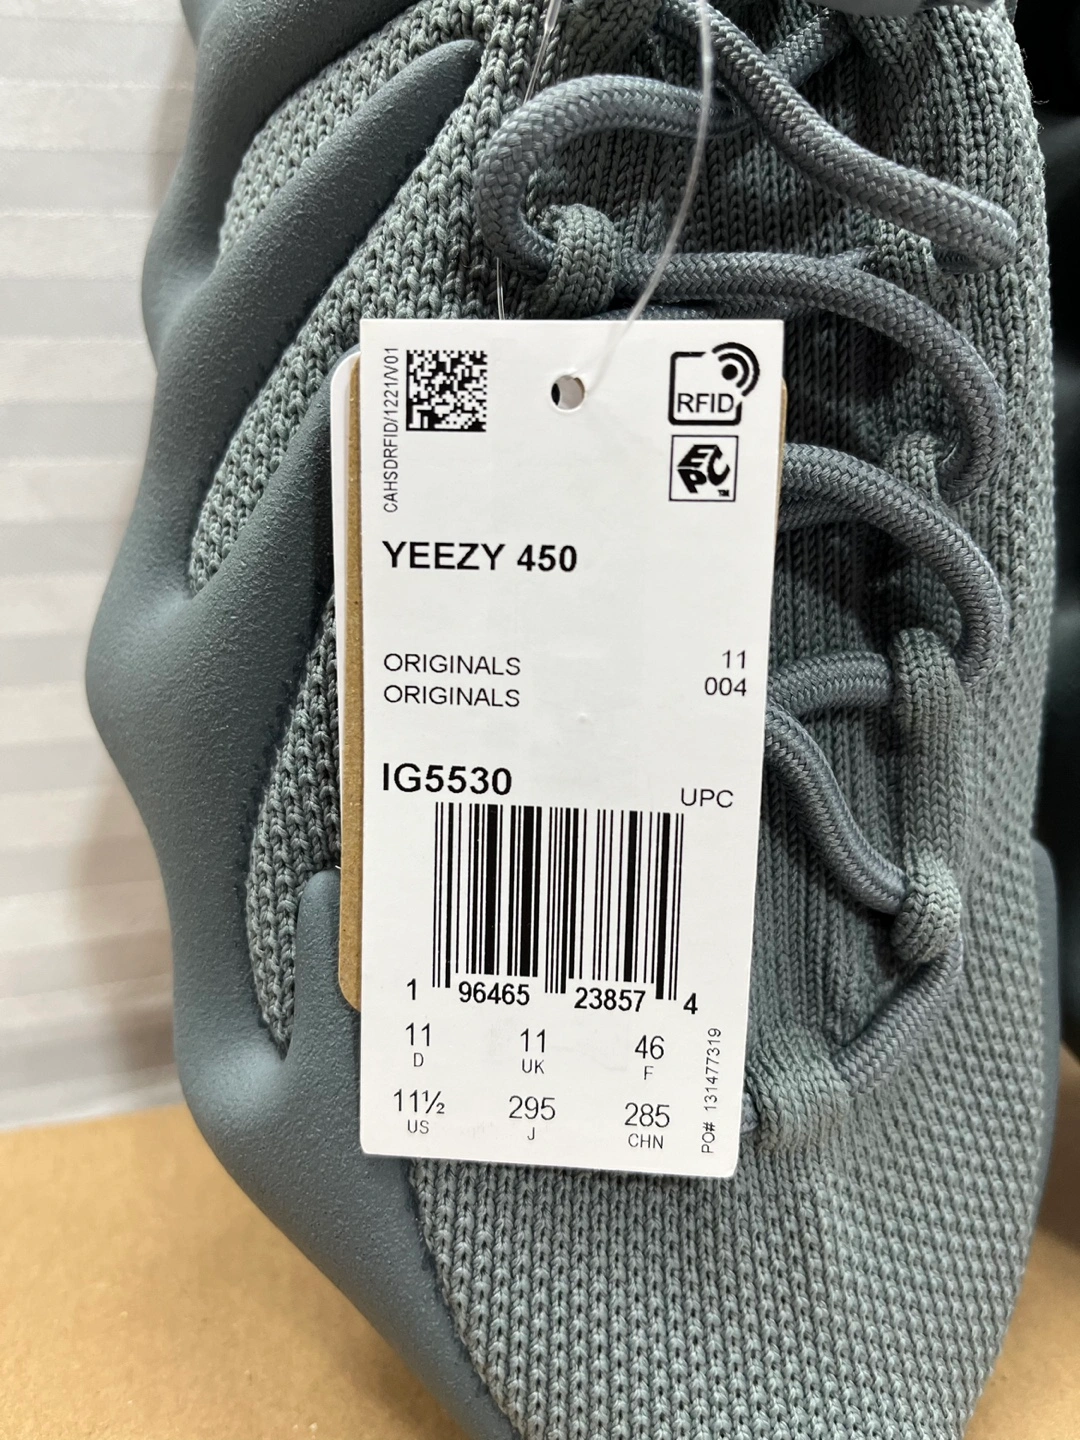 CAHSDRFID/1221/V01
RFID
EPC™
YEEZY 450
ORIGINALS 11
ORIGINALS 004
IG5530
UPC
1 96465 23857 4
11 11 46
D UK F
11½ 295 285
US J CHN
PO# 131477319